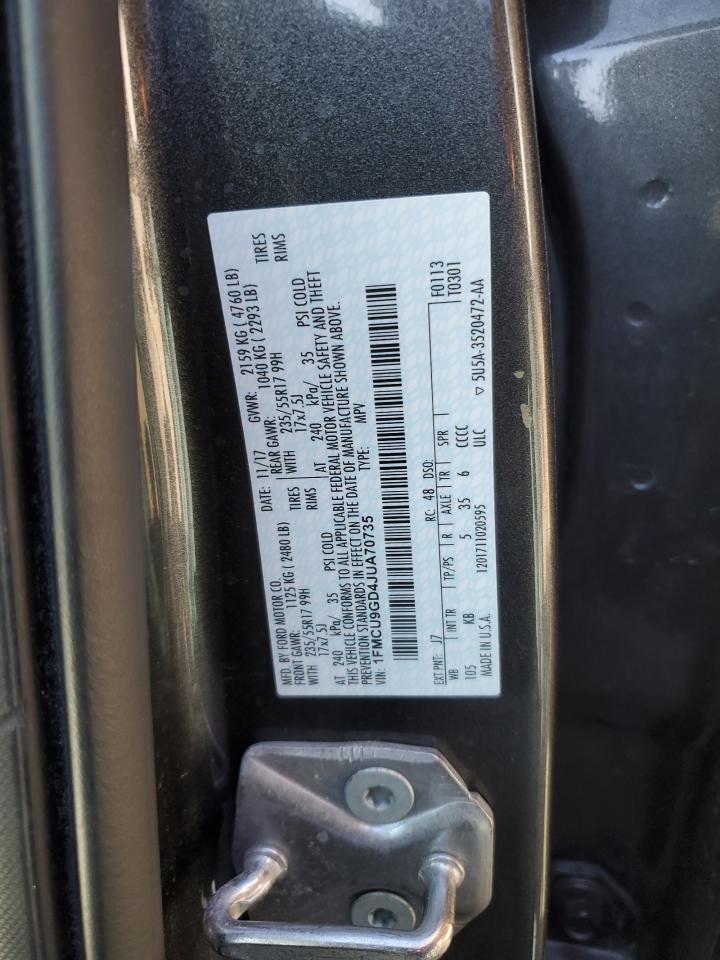 MFD. BY FORD MOTOR CO. DATE: 11/17 GVWR: 2159 KG ( 4760 LB)
FRONT GAWR: 1125 KG ( 2480 LB) REAR GAWR: 1040 KG ( 2293 LB)
WITH 235/55R17 99H TIRES WITH 235/55R17 99H TIRES
17x7.5J RIMS 17x7.5J RIMS
AT 240 kPa/ 35 PSI COLD AT 240 kPa/ 35 PSI COLD
THIS VEHICLE CONFORMS TO ALL APPLICABLE FEDERAL MOTOR VEHICLE SAFETY AND THEFT
PREVENTION STANDARDS IN EFFECT ON THE DATE OF MANUFACTURE SHOWN ABOVE.
VIN: 1FMCU9GD4JUA70735 TYPE: MPV
F0113
EXT PNT: J7 RC: 48 DSO: T0301
WB INT TR TP/PS R AXLE TR SPR
105 KB 5 35 6 CCCC
MADE IN U.S.A. 1201711020595 ULC ▽ 5U5A-3520472-AA